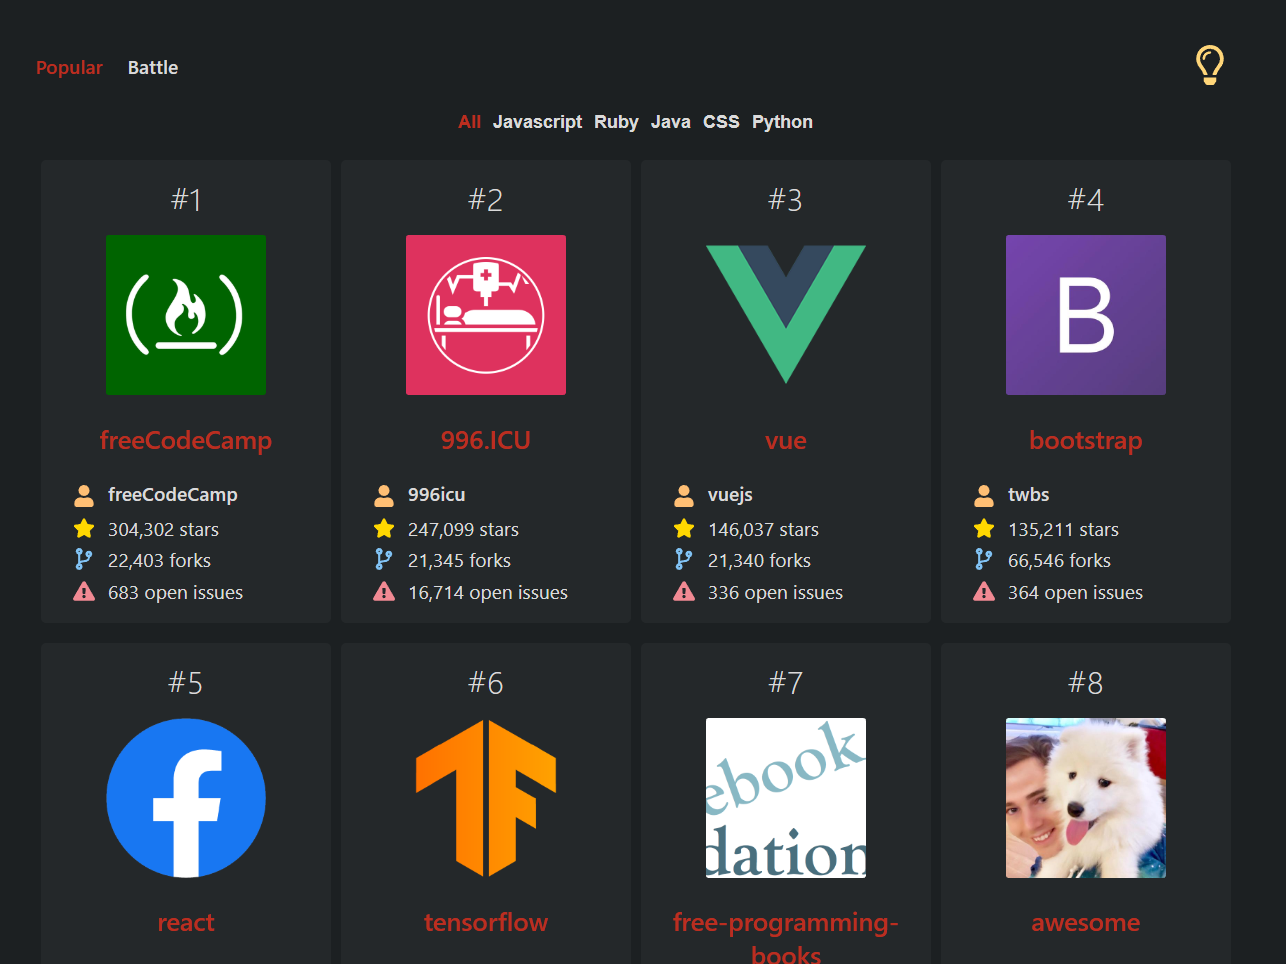 Popular Battle
All Javascript Ruby Java CSS Python
#1
freeCodeCamp
freeCodeCamp
304,302 stars
22,403 forks
683 open issues
#2
996.ICU
996icu
247,099 stars
21,345 forks
16,714 open issues
#3
vue
vuejs
146,037 stars
21,340 forks
336 open issues
#4
B
bootstrap
twbs
135,211 stars
66,546 forks
364 open issues
#5
f
react
#6
tensorflow
#7
ebook
dation
free-programming-
books
#8
awesome